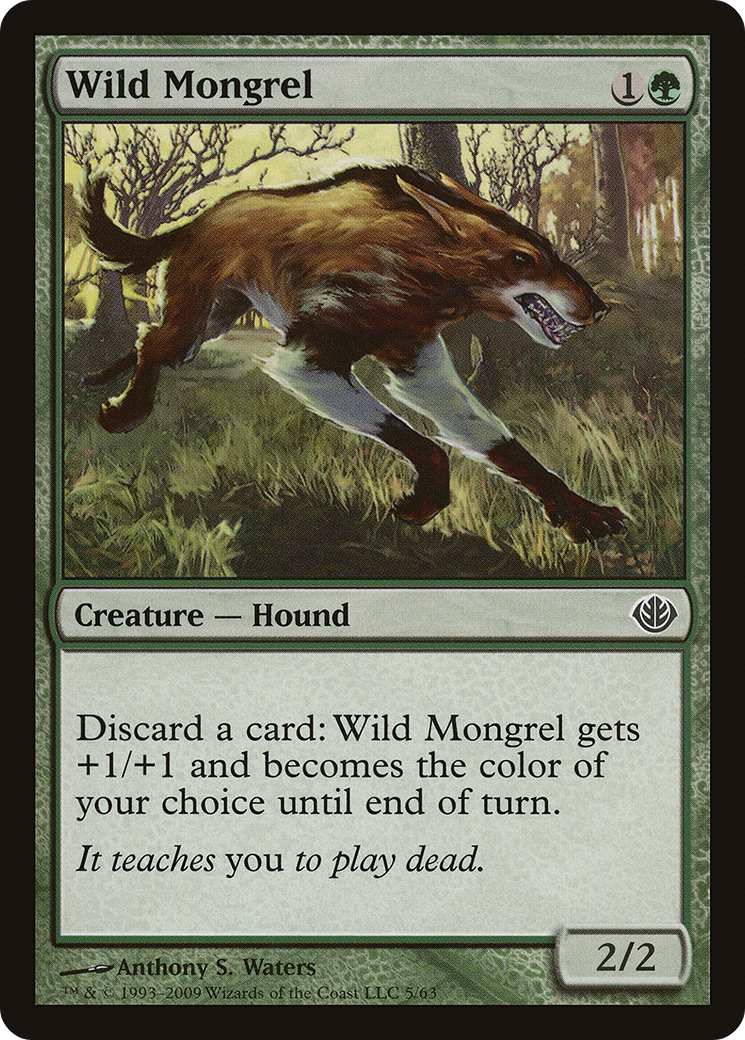 Wild Mongrel 1
Creature — Hound
Discard a card: Wild Mongrel gets
+1/+1 and becomes the color of
your choice until end of turn.
It teaches you to play dead.
2/2
Anthony S. Waters
™ & © 1993–2009 Wizards of the Coast LLC 5/63